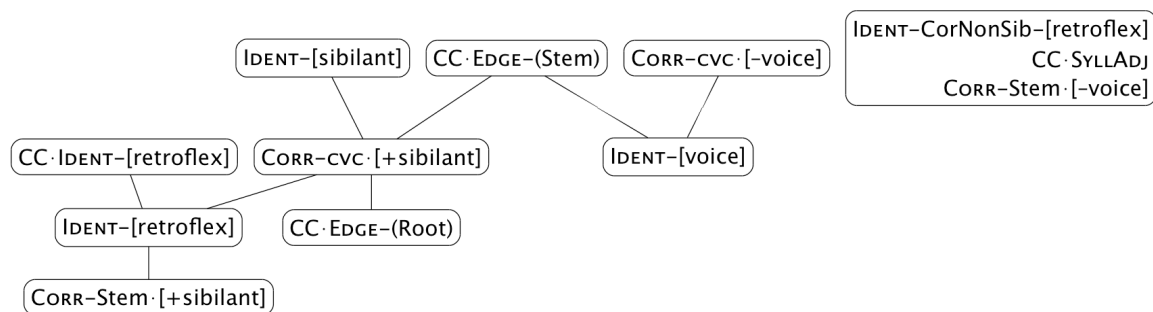 IDENT-CorNonSib-[retroflex]
CC·SYLLADJ
CORR-Stem·[-voice]
IDENT-[sibilant]
CC·EDGE-(Stem)
CORR-CVC·[-voice]
CC·IDENT-[retroflex]
CORR-CVC·[+sibilant]
IDENT-[voice]
IDENT-[retroflex]
CC·EDGE-(Root)
CORR-Stem·[+sibilant]